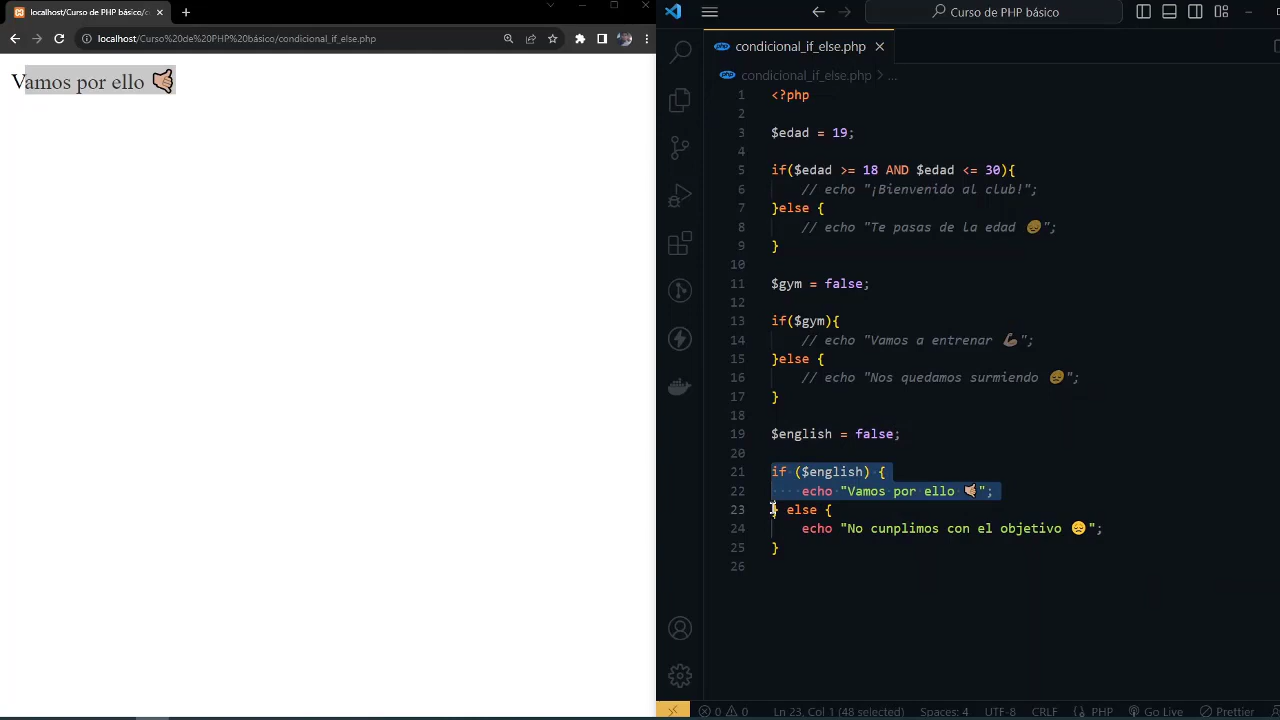 localhost/Curso de PHP básico/c
Curso de PHP básico
localhost/Curso%20de%20PHP%20básico/condicional_if_else.php
Vamos por ello 🤙🏼
condicional_if_else.php
condicional_if_else.php > ...
1 <?php
2
3 $edad = 19;
4
5 if($edad >= 18 AND $edad <= 30){
6 // echo "¡Bienvenido al club!";
7 }else {
8 // echo "Te pasas de la edad 😔";
9 }
10
11 $gym = false;
12
13 if($gym){
14 // echo "Vamos a entrenar 💪🏽";
15 }else {
16 // echo "Nos quedamos surmiendo 😴";
17 }
18
19 $english = false;
20
21 if ($english) {
22 echo "Vamos por ello 🤙🏼";
23 } else {
24 echo "No cunplimos con el objetivo 😔";
25 }
26
0 0 Ln 23, Col 1 (48 selected) Spaces: 4 UTF-8 CRLF {} PHP Go Live Prettier